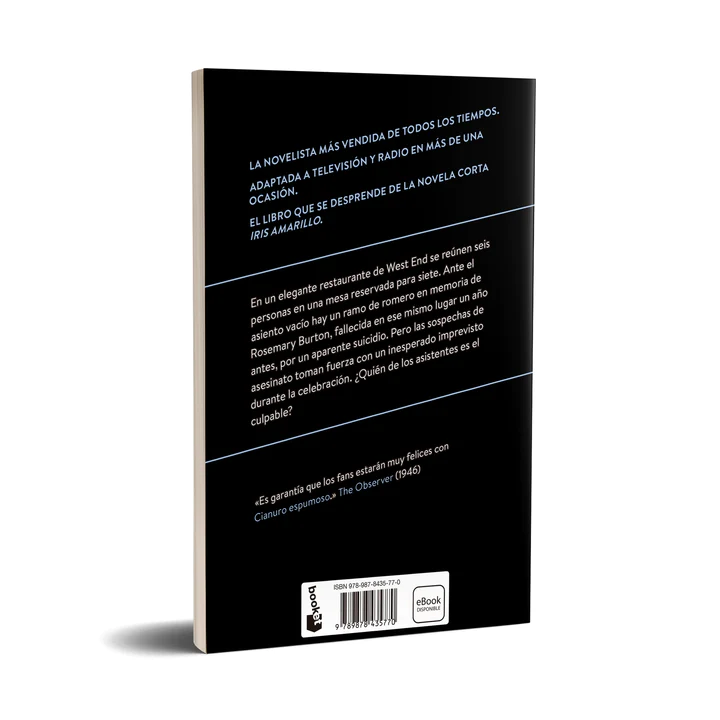 LA NOVELISTA MÁS VENDIDA DE TODOS LOS TIEMPOS.
ADAPTADA A TELEVISIÓN Y RADIO EN MÁS DE UNA
OCASIÓN.
EL LIBRO QUE SE DESPRENDE DE LA NOVELA CORTA
IRIS AMARILLO.
En un elegante restaurante de West End se reúnen seis
personas en una mesa reservada para siete. Ante el
asiento vacío hay un ramo de romero en memoria de
Rosemary Burton, fallecida en ese mismo lugar un año
antes, por un aparente suicidio. Pero las sospechas de
asesinato toman fuerza con un inesperado imprevisto
durante la celebración. ¿Quién de los asistentes es el
culpable?
«Es garantía que los fans estarán muy felices con
Cianuro espumoso.» The Observer (1946)
booket
ISBN 978-987-8435-77-0
9 789878 435770
eBook
DISPONIBLE